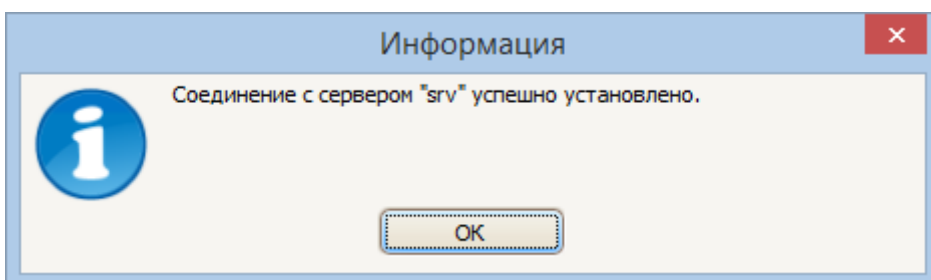 Информация
Соединение с сервером "srv" успешно установлено.
OK